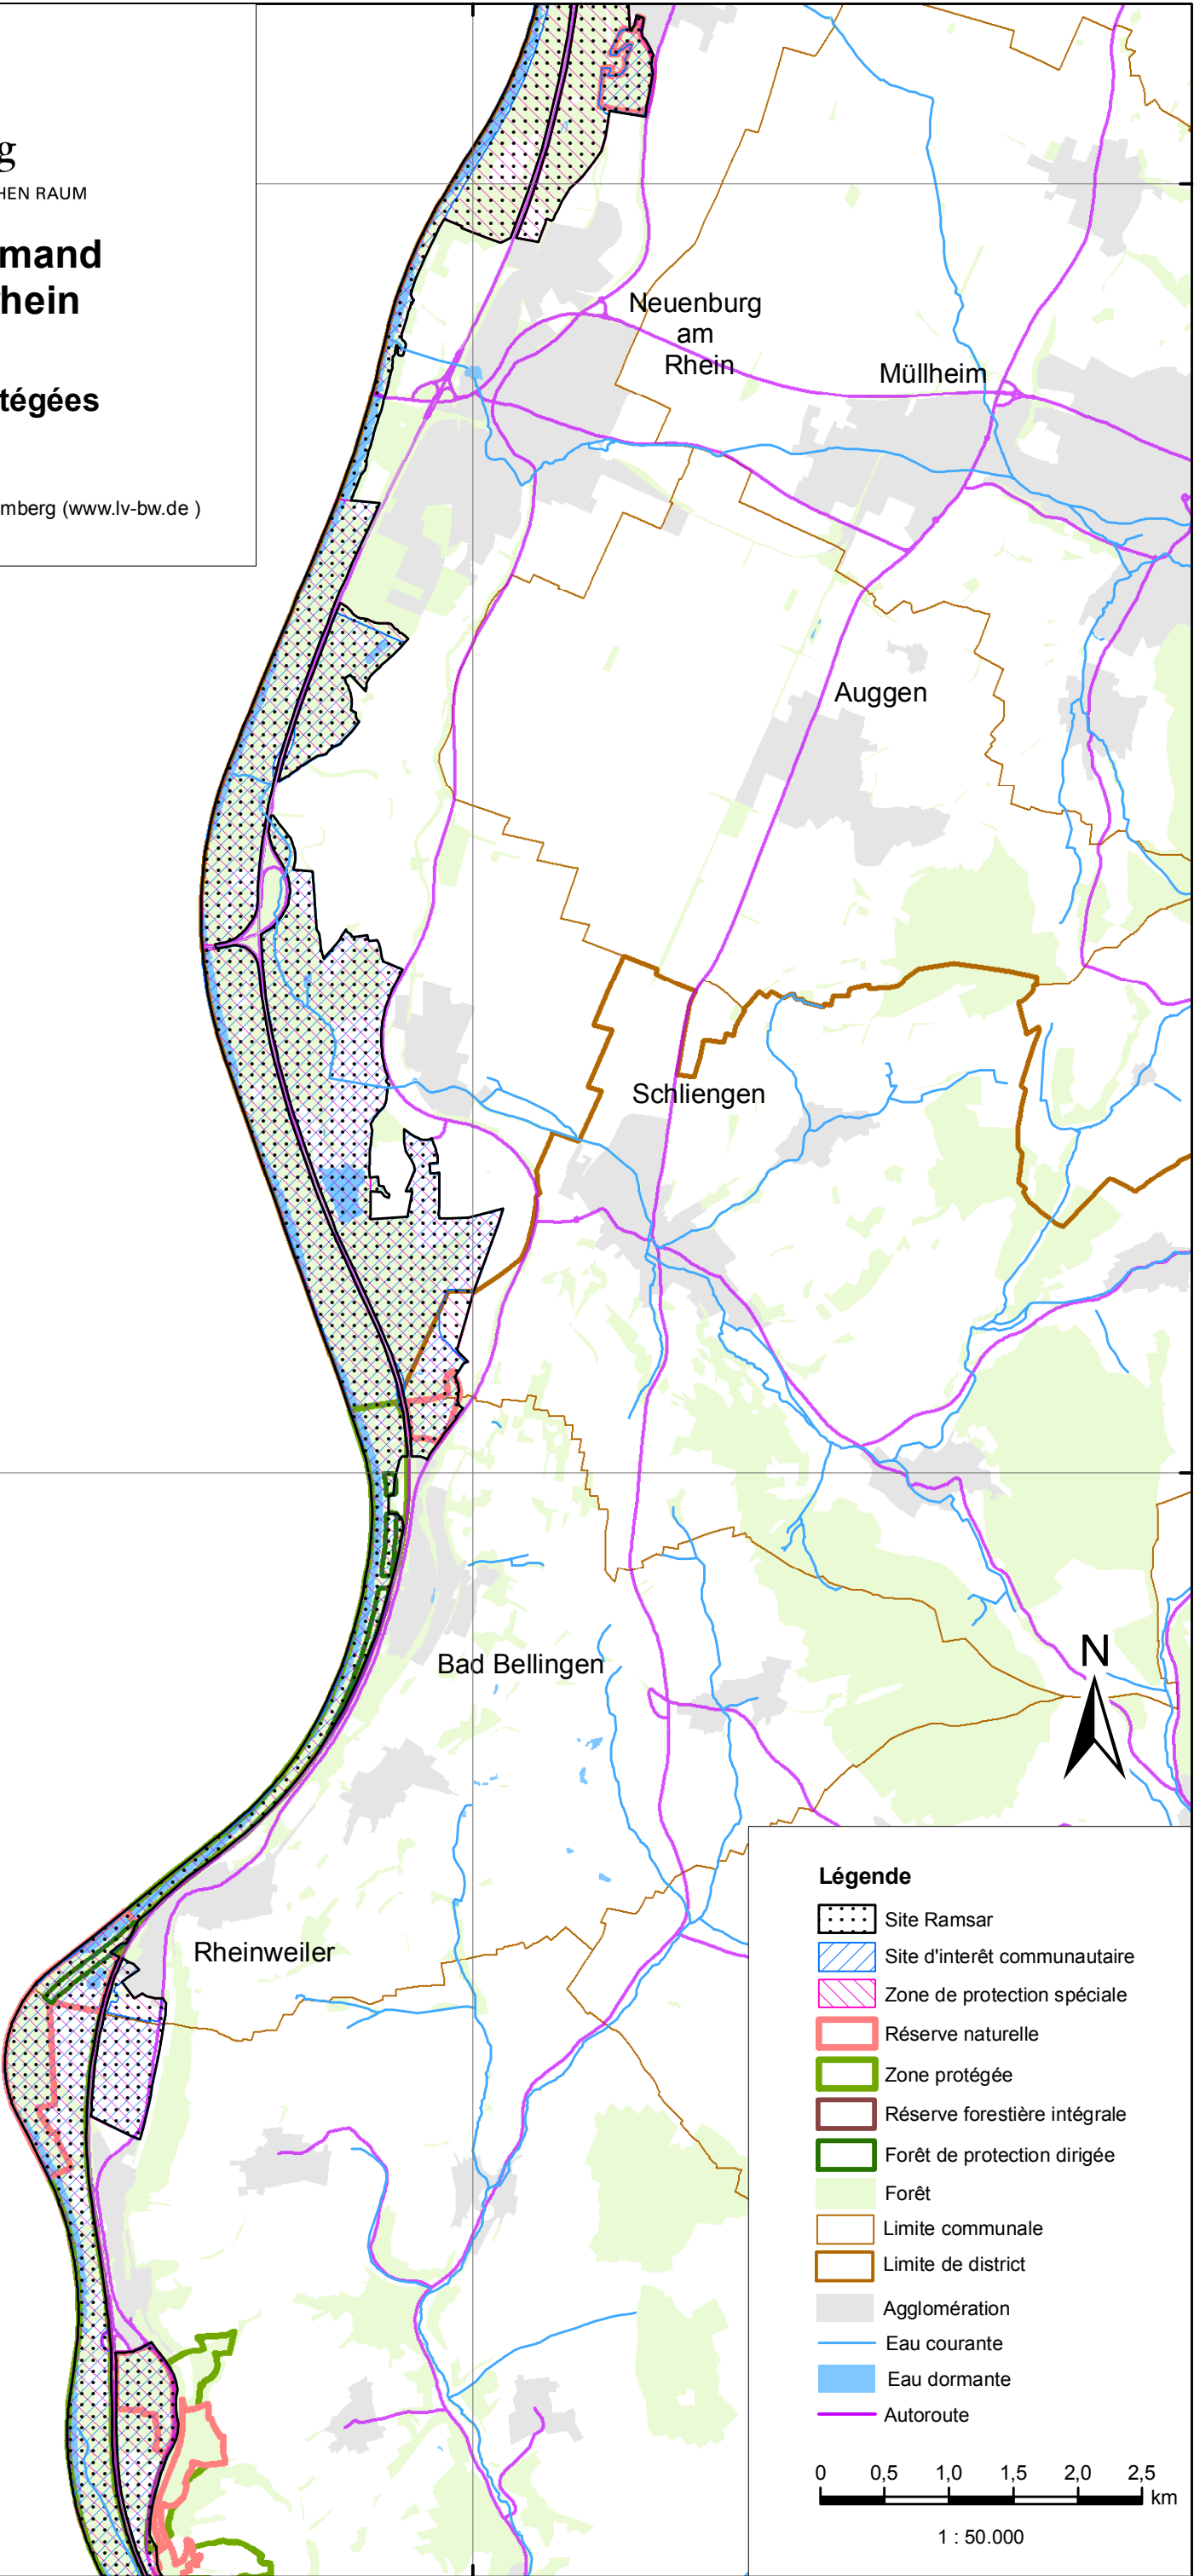 g
HEN RAUM
mand
hein
tégées
mberg (www.lv-bw.de )
Neuenburg
am
Rhein
Müllheim
Auggen
Schliengen
Bad Bellingen
N
Rheinweiler
Légende
Site Ramsar
Site d'interêt communautaire
Zone de protection spéciale
Réserve naturelle
Zone protégée
Réserve forestière intégrale
Forêt de protection dirigée
Forêt
Limite communale
Limite de district
Agglomération
Eau courante
Eau dormante
Autoroute
0 0,5 1,0 1,5 2,0 2,5
km
1 : 50.000